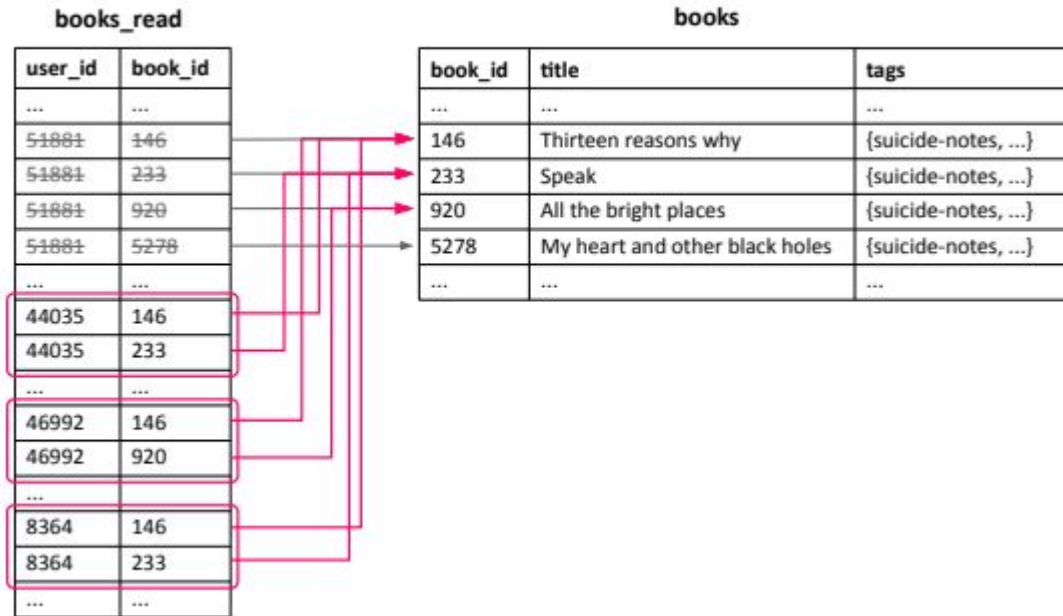 books_read
books
user_id book_id
... ...
51881 146
51881 233
51881 920
51881 5278
... ...
44035 146
44035 233
... ...
46992 146
46992 920
...
8364 146
8364 233
... ...
book_id title tags
... ... ...
146 Thirteen reasons why {suicide-notes, ...}
233 Speak {suicide-notes, ...}
920 All the bright places {suicide-notes, ...}
5278 My heart and other black holes {suicide-notes, ...}
... ... ...